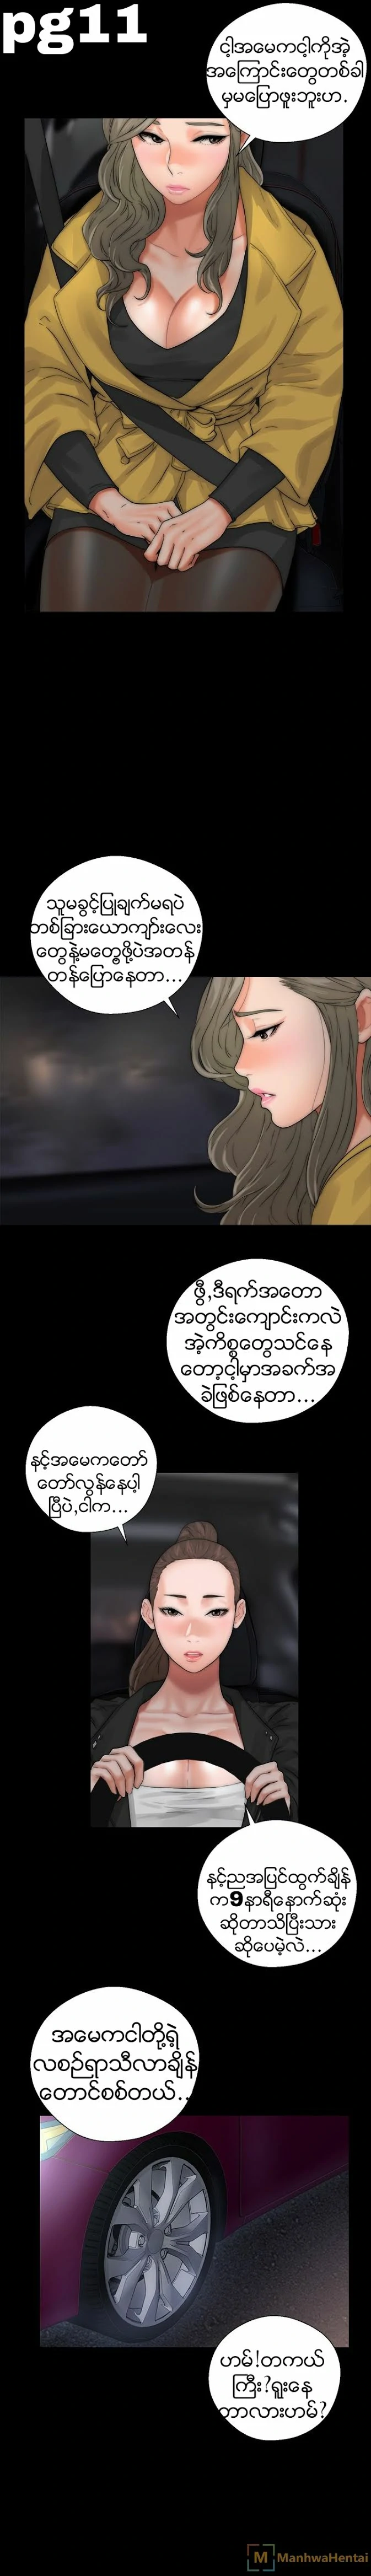 pg11
ငါ့အမေကငါ့ကိုအဲ့
အကြောင်းတွေတစ်ခါ
မှမပြောဖူးဘူးဟ.
သူမခွင့်ပြုချက်မရပဲ
တစ်ခြားယောကျာ်းလေး
တွေနဲ့မတွေ့ဖို့ပဲအတန်
တန်ပြောနေတာ...
ဖွီ,ဒီရက်အတော
အတွင်းကျောင်းကလဲ
အဲ့ကိစ္စတွေသင်နေ
တော့ငါ့မှာအခက်အ
ခဲဖြစ်နေတာ...
နင့်အမေကတော်
တော်လွန်နေပါ့
ပြီပဲ,ငါက...
နင့်ညအပြင်ထွက်ချိန်
က9နာရီနောက်ဆုံး
ဆိုတာသိပြီးသား
ဆိုပေမဲ့လဲ...
အမေကငါတို့ရဲ့
လစဉ်ရာသီလာချိန်
တောင်စစ်တယ်..
ဟမ်!တကယ်
ကြီး?ရူးနေ
တာလားဟမ်?
M ManhwaHentai